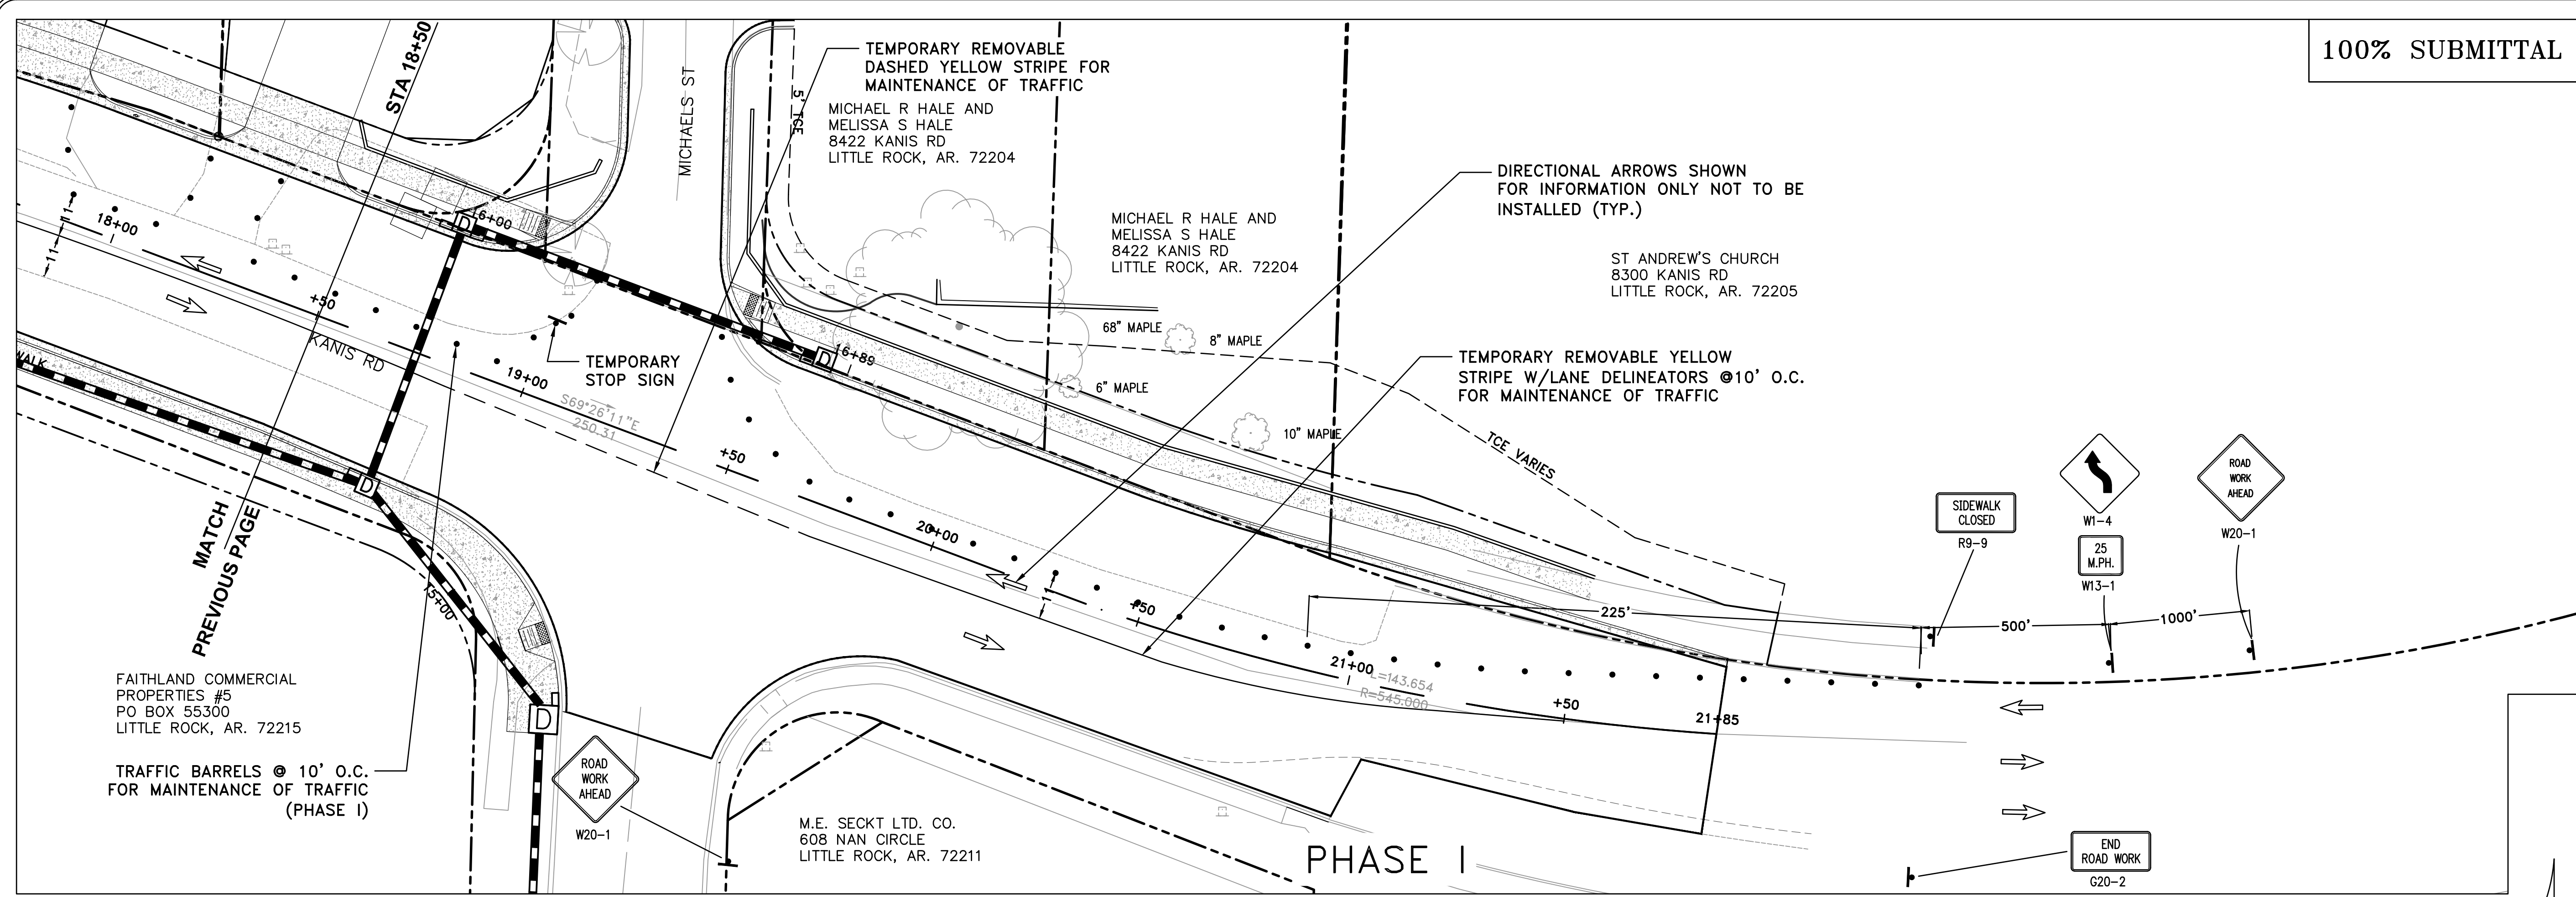 100% SUBMITTAL
STA 18+50
MICHAELS ST
5' TCE
TEMPORARY REMOVABLE
DASHED YELLOW STRIPE FOR
MAINTENANCE OF TRAFFIC
MICHAEL R HALE AND
MELISSA S HALE
8422 KANIS RD
LITTLE ROCK, AR. 72204
MICHAEL R HALE AND
MELISSA S HALE
8422 KANIS RD
LITTLE ROCK, AR. 72204
DIRECTIONAL ARROWS SHOWN
FOR INFORMATION ONLY NOT TO BE
INSTALLED (TYP.)
ST ANDREW'S CHURCH
8300 KANIS RD
LITTLE ROCK, AR. 72205
11
11
18+00
+50
D
16+00
KANIS RD
WALK
TEMPORARY
STOP SIGN
D
16+89
68" MAPLE
8" MAPLE
6" MAPLE
10" MAPLE
TCE VARIES
TEMPORARY REMOVABLE YELLOW
STRIPE W/LANE DELINEATORS @10' O.C.
FOR MAINTENANCE OF TRAFFIC
19+00
S69°26'11"E
250.31
+50
20+00
11
+50
21+00
L=143.654
R=545.000
+50
21+85
225'
500'
1000'
SIDEWALK
CLOSED
R9-9
W1-4
25
M.PH.
W13-1
ROAD
WORK
AHEAD
W20-1
MATCH
PREVIOUS PAGE
D
15+00
D
FAITHLAND COMMERCIAL
PROPERTIES #5
PO BOX 55300
LITTLE ROCK, AR. 72215
TRAFFIC BARRELS @ 10' O.C.
FOR MAINTENANCE OF TRAFFIC
(PHASE I)
ROAD
WORK
AHEAD
W20-1
M.E. SECKT LTD. CO.
608 NAN CIRCLE
LITTLE ROCK, AR. 72211
PHASE I
END
ROAD WORK
G20-2